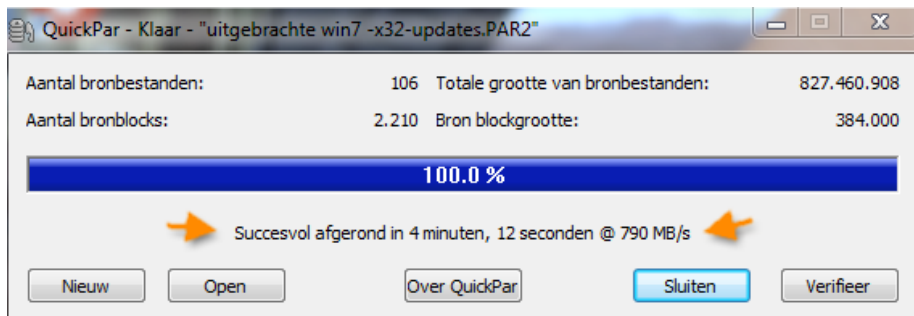 QuickPar - Klaar - "uitgebrachte win7 -x32-updates.PAR2"
Aantal bronbestanden: 106 Totale grootte van bronbestanden: 827.460.908
Aantal bronblocks: 2.210 Bron blockgrootte: 384.000
100.0 %
Succesvol afgerond in 4 minuten, 12 seconden @ 790 MB/s
Nieuw Open Over QuickPar Sluiten Verifieer